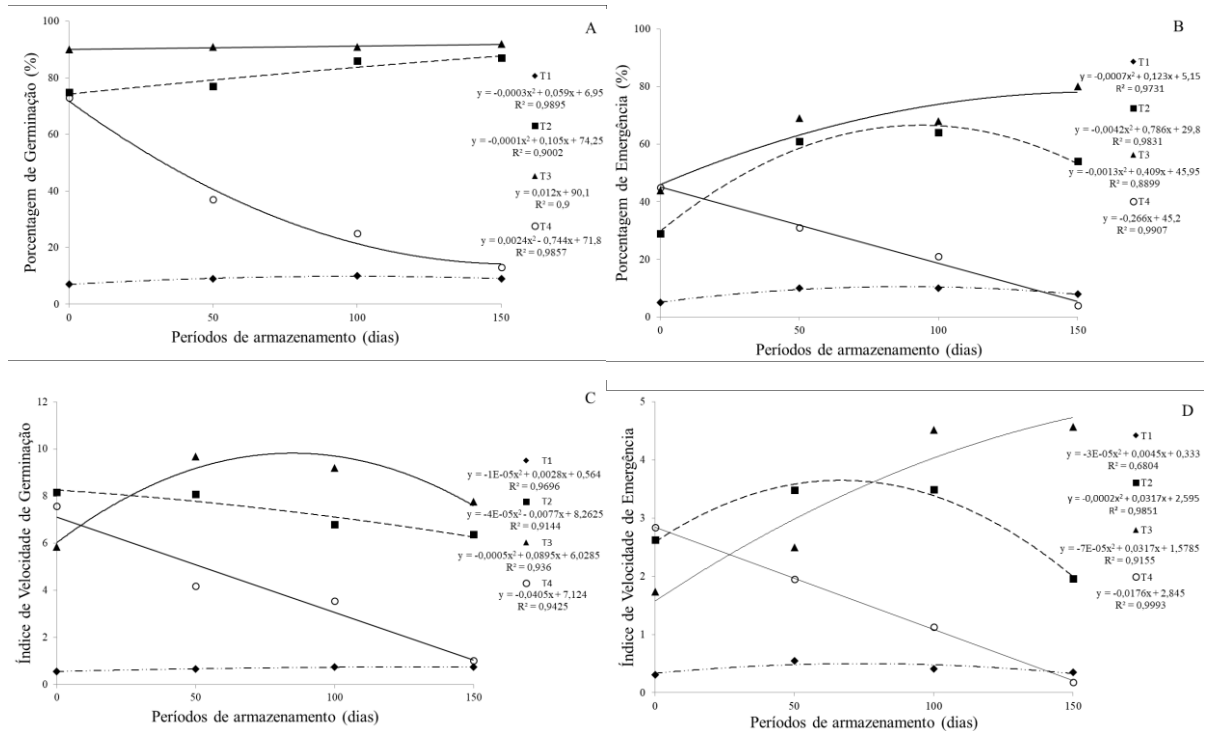 A
Porcentagem de Germinação (%)
100
80
60
40
20
0
0 50 100 150
Períodos de armazenamento (dias)
T1
y = -0,0003x² + 0,059x + 6,95
R² = 0,9895
T2
y = -0,0001x² + 0,105x + 74,25
R² = 0,9002
T3
y = 0,012x + 90,1
R² = 0,9
T4
y = 0,0024x² - 0,744x + 71,8
R² = 0,9857
B
Porcentagem de Emergência (%)
100
80
60
40
20
0
0 50 100 150
Períodos de armazenamento (dias)
T1
y = -0,0007x² + 0,123x + 5,15
R² = 0,9731
T2
y = -0,0042x² + 0,786x + 29,8
R² = 0,9831
T3
y = -0,0013x² + 0,409x + 45,95
R² = 0,8899
T4
y = -0,266x + 45,2
R² = 0,9907
C
Índice de Velocidade de Germinação
12
10
8
6
4
2
0
0 50 100 150
Períodos de armazenamento (dias)
T1
y = -1E-05x² + 0,0028x + 0,564
R² = 0,9696
T2
y = -4E-05x² - 0,0077x + 8,2625
R² = 0,9144
T3
y = -0,0005x² + 0,0895x + 6,0285
R² = 0,936
T4
y = -0,0405x + 7,124
R² = 0,9425
D
Índice de Velocidade de Emergência
5
4
3
2
1
0
0 50 100 150
Períodos de armazenamento (dias)
T1
y = -3E-05x² + 0,0045x + 0,333
R² = 0,6804
T2
y = -0,0002x² + 0,0317x + 2,595
R² = 0,9851
T3
y = -7E-05x² + 0,0317x + 1,5785
R² = 0,9155
T4
y = -0,0176x + 2,845
R² = 0,9993